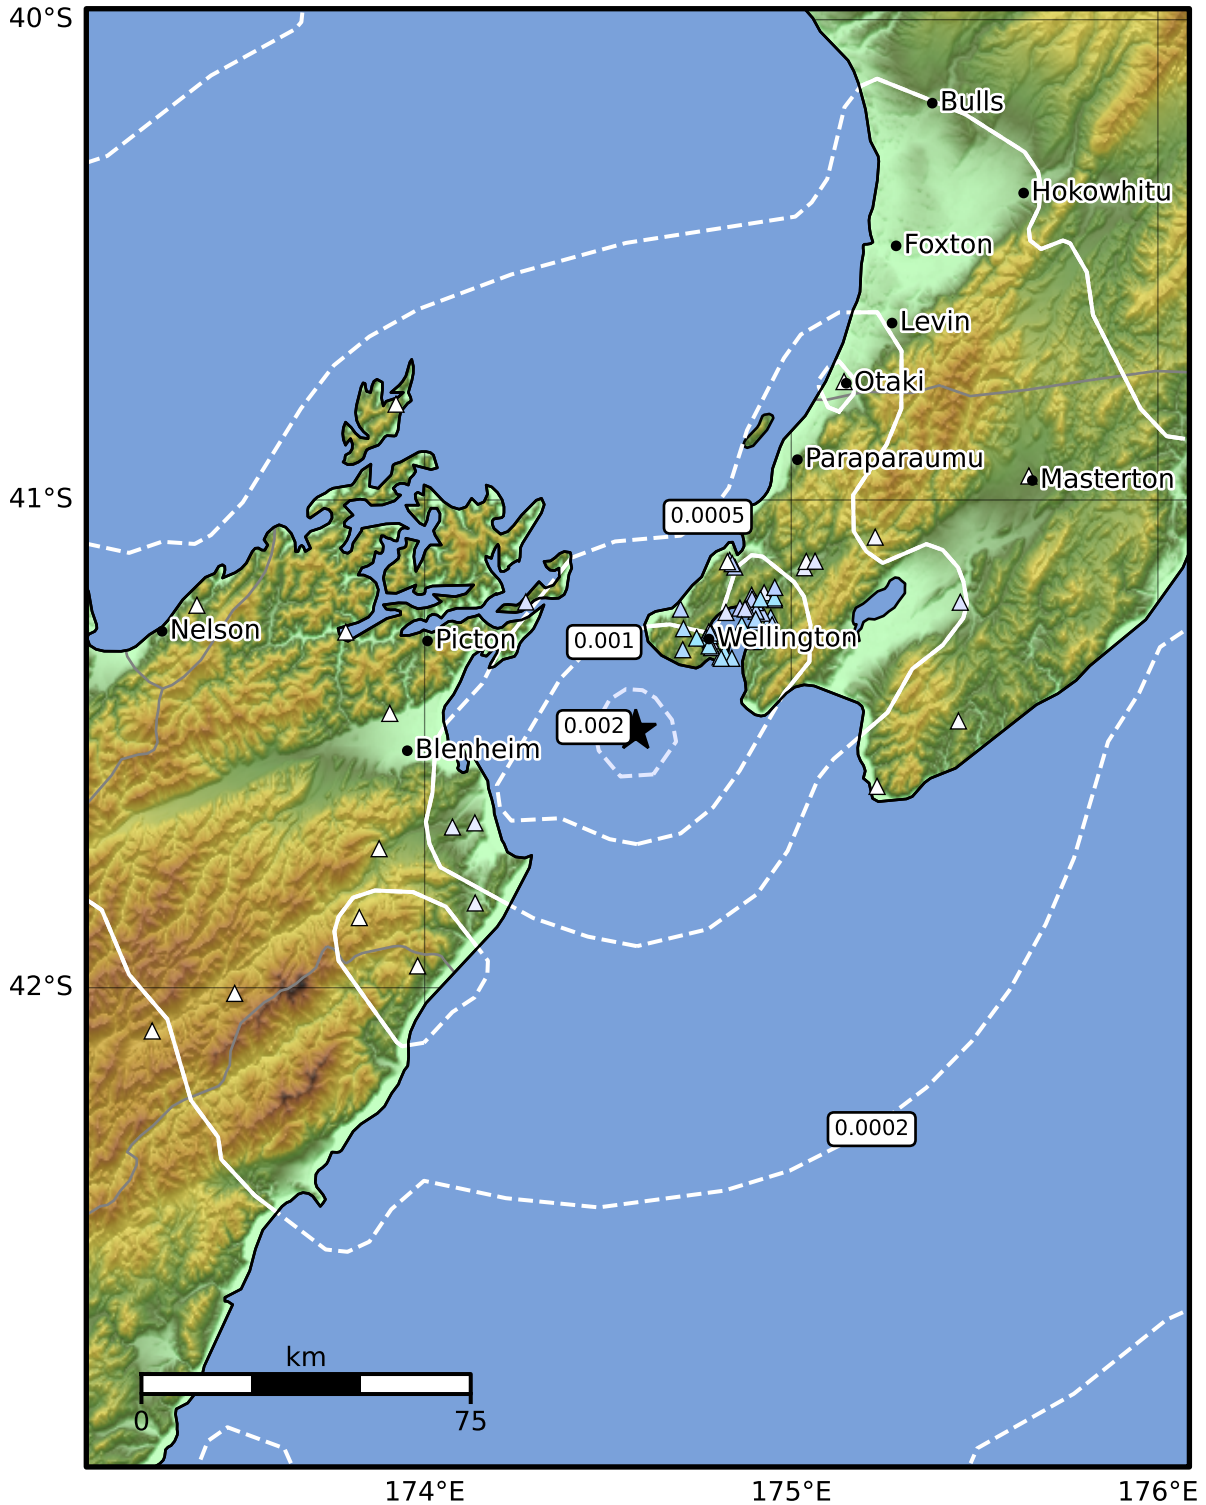 40°S
Bulls
Hokowhitu
Foxton
Levin
Otaki
Paraparaumu
Masterton
41°S
0.0005
Nelson
Picton
0.001
Wellington
0.002
Blenheim
42°S
0.0002
km
0 75
174°E 175°E 176°E